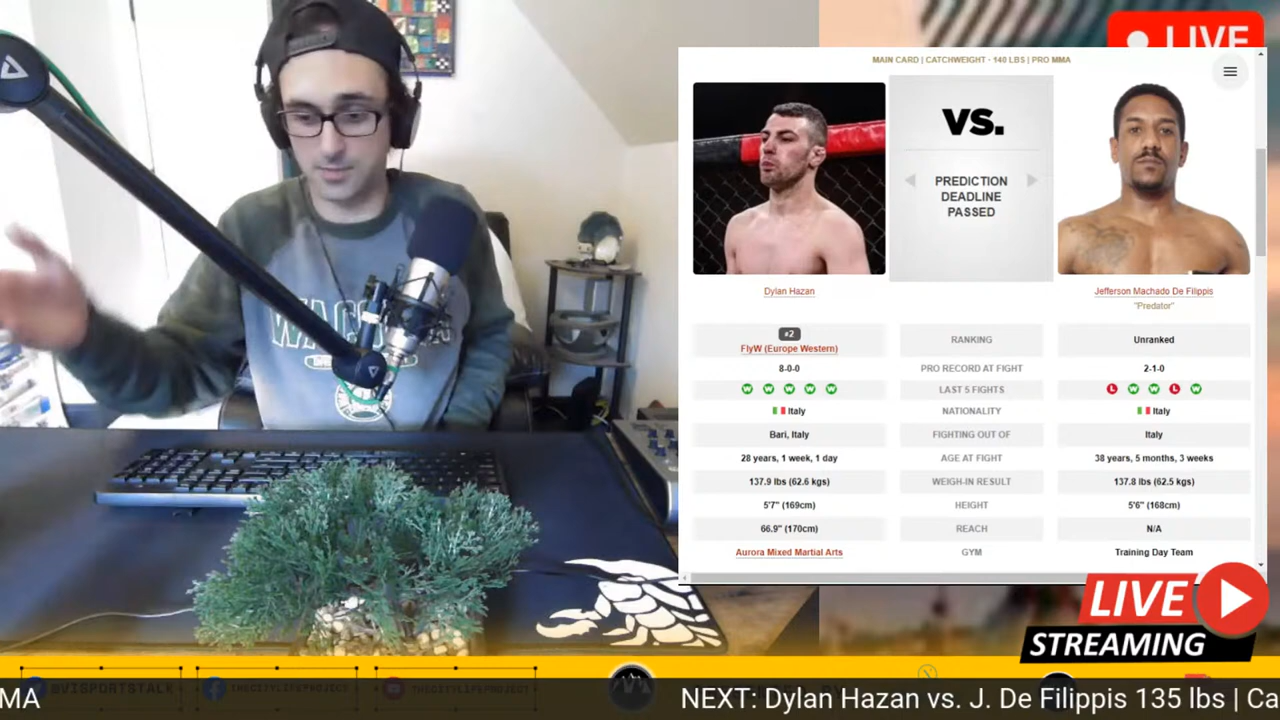 LIVE
MAIN CARD | CATCHWEIGHT - 140 LBS | PRO MMA
VS.
PREDICTION
DEADLINE
PASSED
Dylan Hazan
Jefferson Machado De Filippis
"Predator"
#2
FlyW (Europe Western) RANKING Unranked
8-0-0 PRO RECORD AT FIGHT 2-1-0
W W W W W LAST 5 FIGHTS L W W L W
Italy NATIONALITY Italy
Bari, Italy FIGHTING OUT OF Italy
28 years, 1 week, 1 day AGE AT FIGHT 38 years, 5 months, 3 weeks
137.9 lbs (62.6 kgs) WEIGH-IN RESULT 137.8 lbs (62.5 kgs)
5'7" (169cm) HEIGHT 5'6" (168cm)
66.9" (170cm) REACH N/A
Aurora Mixed Martial Arts GYM Training Day Team
LIVE
STREAMING
@VISPORTSTALK THECITYLIFEPROJECT THECITYLIFEPROJECT
MA NEXT: Dylan Hazan vs. J. De Filippis 135 lbs | Ca